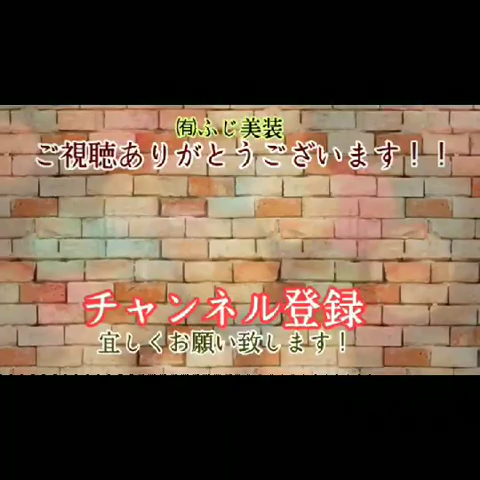 ㈲ふじ美装
ご視聴ありがとうございます！！
チャンネル登録
宜しくお願い致します！